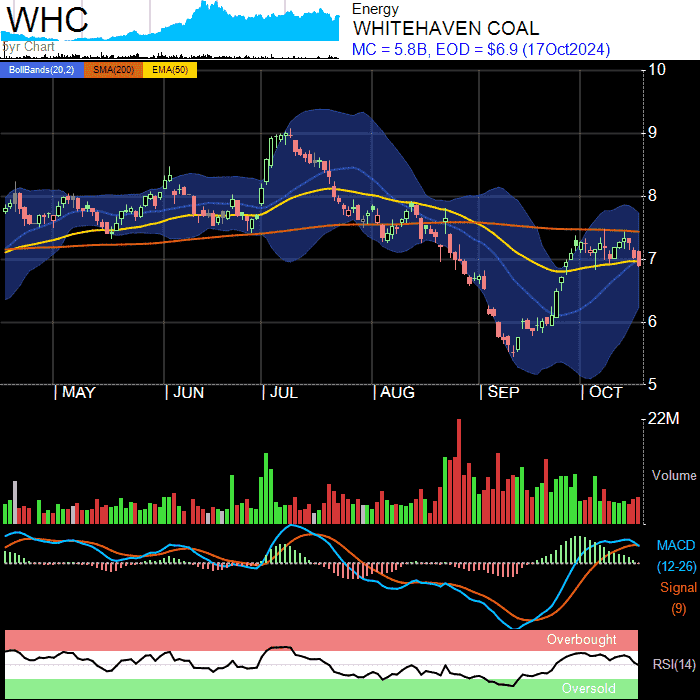 WHC
5yr Chart
Energy
WHITEHAVEN COAL
MC = 5.8B, EOD = $6.9 (17Oct2024)
BollBands(20,2) SMA(200) EMA(50)
10
9
8
7
6
5
MAY JUN JUL AUG SEP OCT
22M
Volume
MACD
(12-26)
Signal
(9)
Overbought
RSI(14)
Oversold